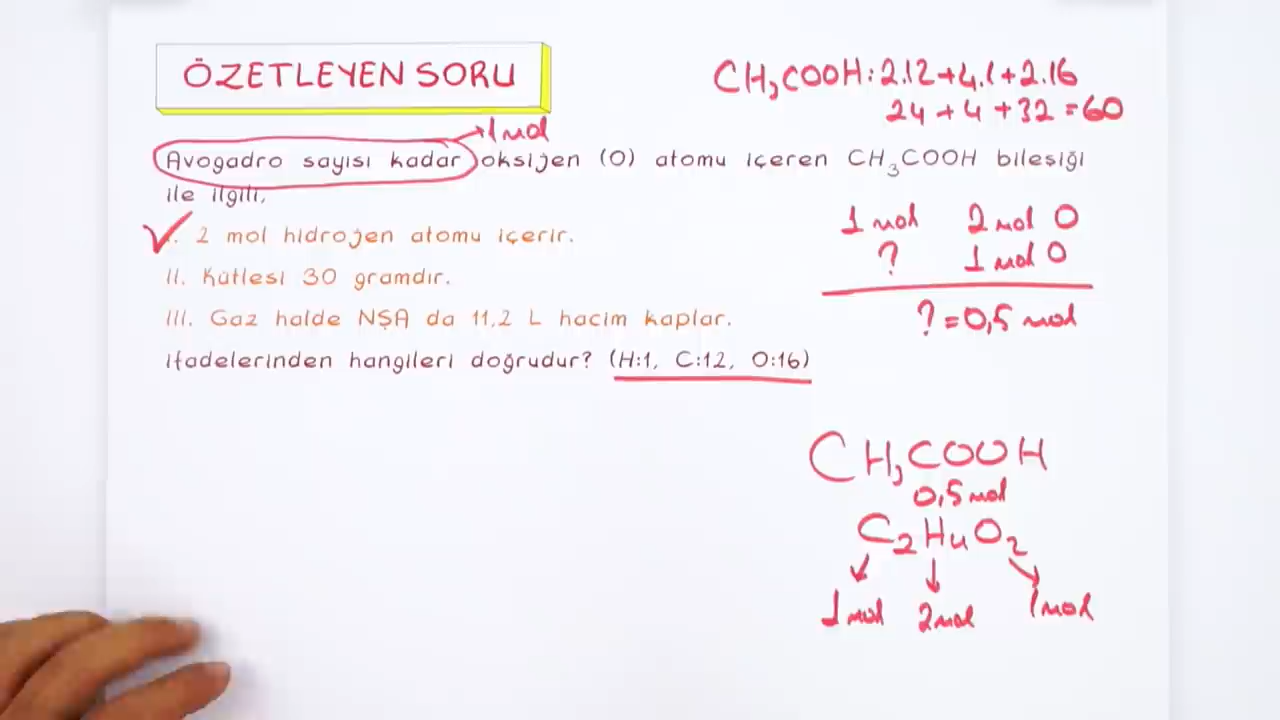 ÖZETLEYEN SORU
CH₃COOH: 2.12+4.1+2.16
24 + 4 + 32 = 60
1 mol
Avogadro sayısı kadar oksijen (O) atomu içeren CH₃COOH bileşiği
ile ilgili,
I. 2 mol hidrojen atomu içerir.
II. Kütlesi 30 gramdır.
III. Gaz halde NŞA da 11,2 L hacim kaplar.
ifadelerinden hangileri doğrudur? (H:1, C:12, O:16)
1 mol 2 mol O
? 1 mol O
? = 0,5 mol
CH₃COOH
0,5 mol
C₂H₄O₂
1 mol 2 mol 1 mol